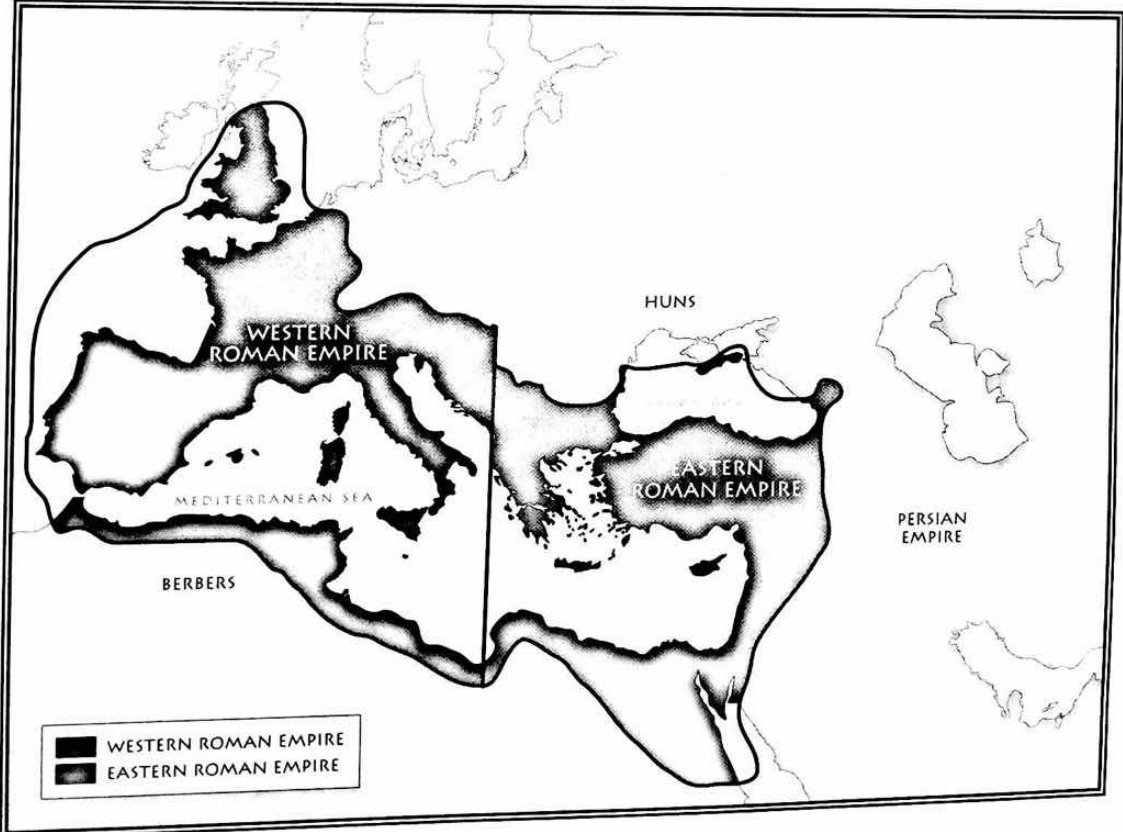 HUNS
WESTERN
ROMAN EMPIRE
EASTERN
ROMAN EMPIRE
MEDITERRANEAN SEA
PERSIAN
EMPIRE
BERBERS
WESTERN ROMAN EMPIRE
EASTERN ROMAN EMPIRE